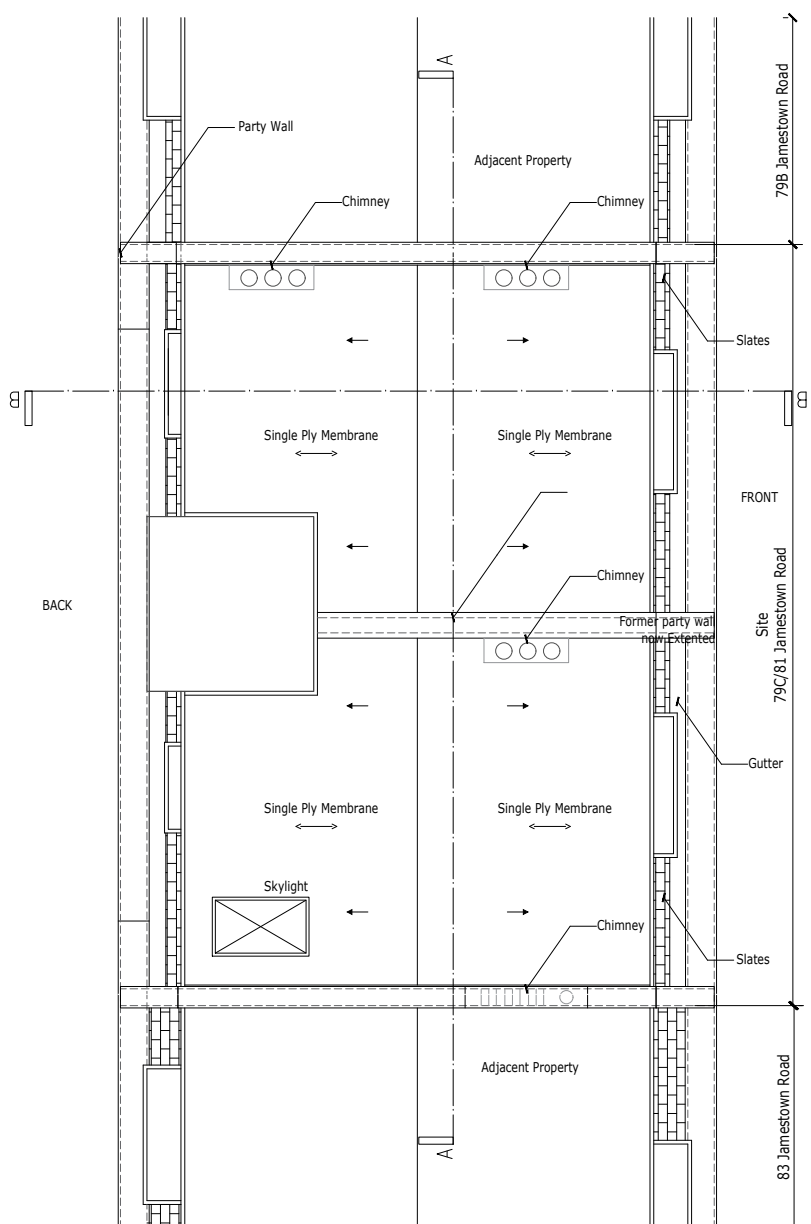 A
79B Jamestown Road
Party Wall
Adjacent Property
Chimney
Chimney
Slates
B
B
Single Ply Membrane
Single Ply Membrane
FRONT
BACK
Chimney
Former party wall
now Extented
Site
79C/81 Jamestown Road
Gutter
Single Ply Membrane
Single Ply Membrane
Skylight
Chimney
Slates
Adjacent Property
83 Jamestown Road
A